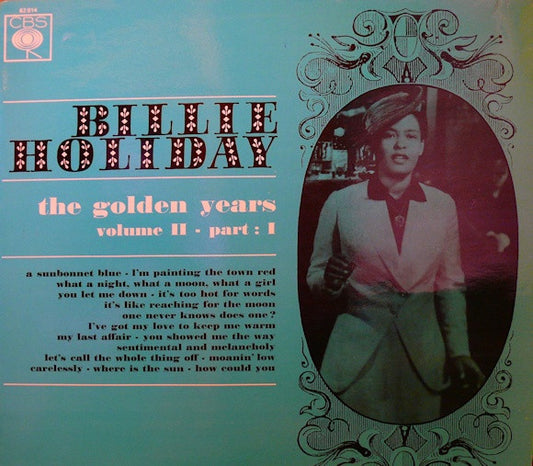 62 814
CBS
BILLIE
HOLIDAY
the golden years
volume II - part : I
a sunbonnet blue - I'm painting the town red
what a night, what a moon, what a girl
you let me down - it's too hot for words
it's like reaching for the moon
one never knows does one ?
I've got my love to keep me warm
my last affair - you showed me the way
sentimental and melancholy
let's call the whole thing off - moanin' low
carelessly - where is the sun - how could you